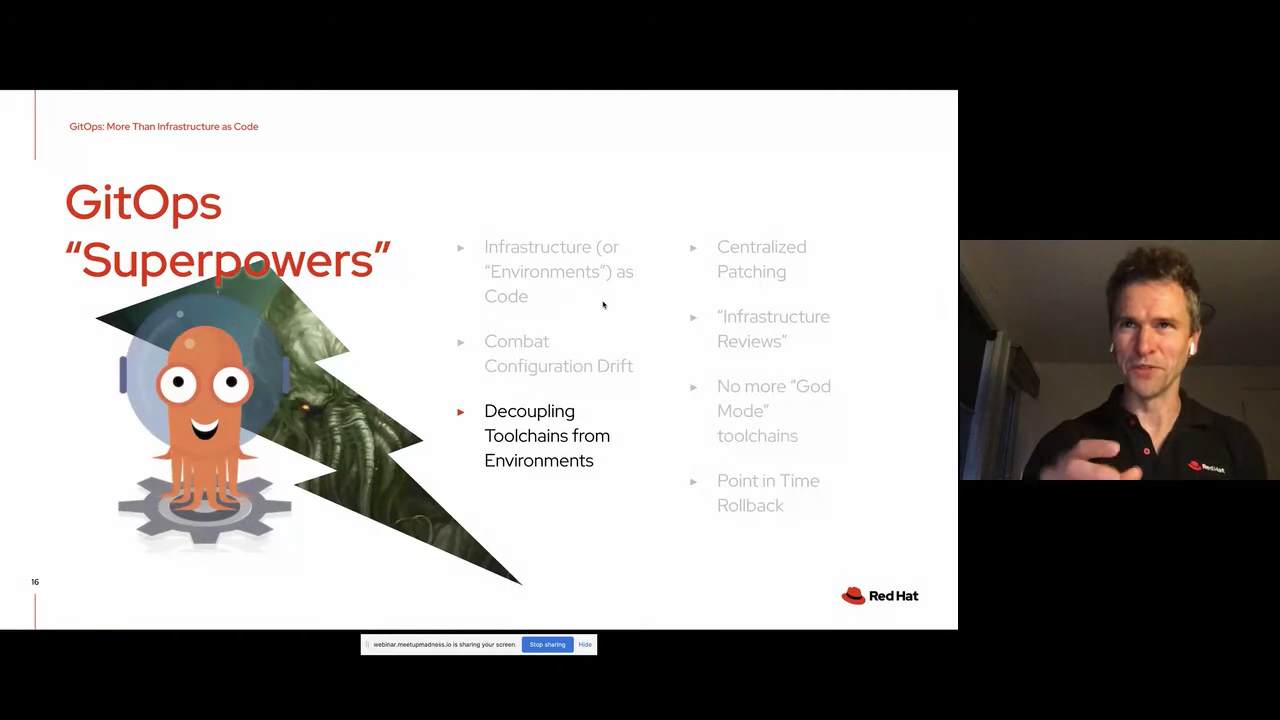 GitOps: More Than Infrastructure as Code
GitOps
“Superpowers”
Infrastructure (or
“Environments”) as
Code
Combat
Configuration Drift
Decoupling
Toolchains from
Environments
Centralized
Patching
“Infrastructure
Reviews”
No more “God
Mode”
toolchains
Point in Time
Rollback
16
Red Hat
webinar.meetupmadness.io is sharing your screen.
Stop sharing
Hide
Red Hat